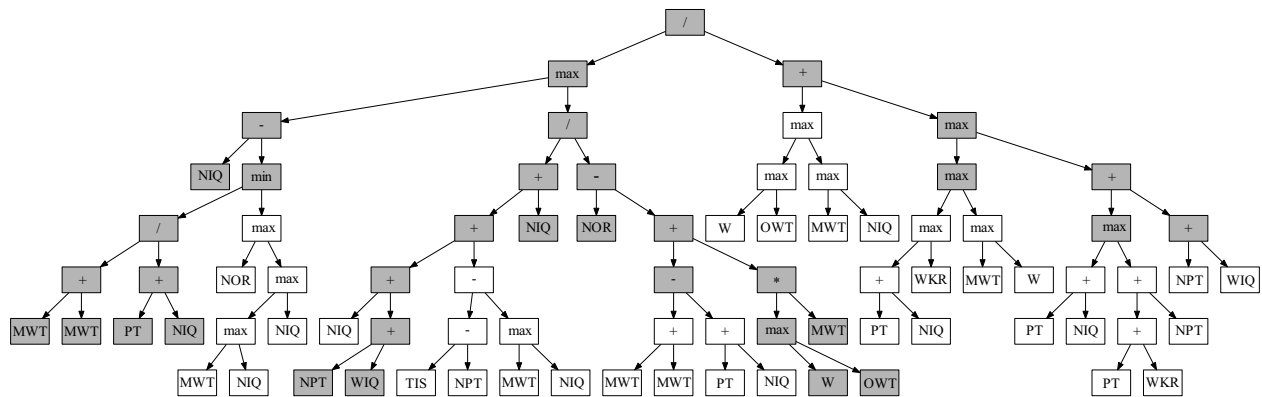 /
max +
- / max max
NIQ min + - max max max +
/ max + NIQ NOR + W OWT MWT NIQ max max max +
+ + NOR max + - - * + WKR MWT W + + NPT WIQ
MWT MWT PT NIQ max NIQ NIQ + - max + + max MWT PT NIQ PT NIQ + NPT
MWT NIQ NPT WIQ TIS NPT MWT NIQ MWT MWT PT NIQ W OWT PT WKR